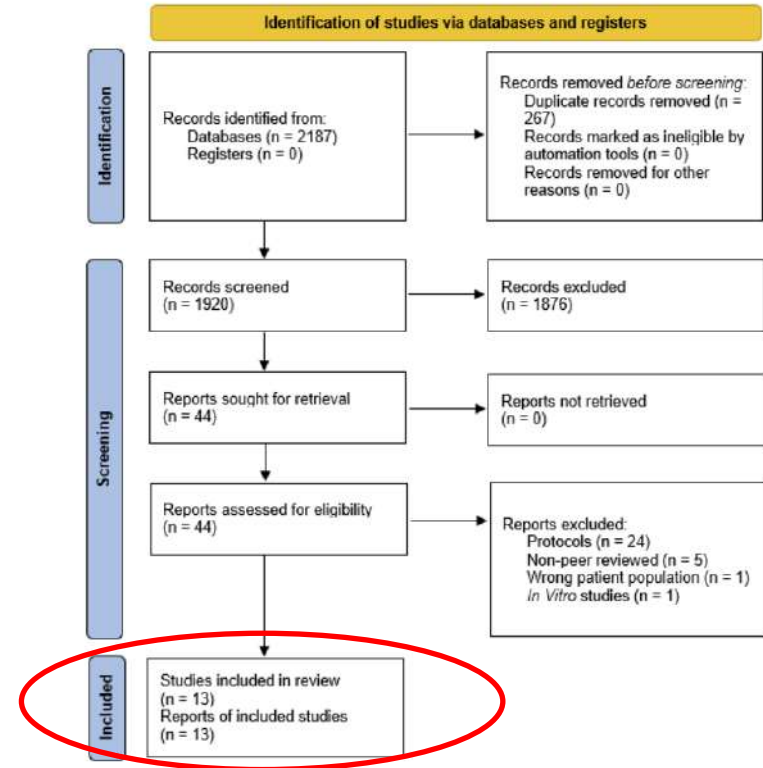 Identification of studies via databases and registers
Identification
Records identified from:
Databases (n = 2187)
Registers (n = 0)
Records removed before screening:
Duplicate records removed (n =
267)
Records marked as ineligible by
automation tools (n = 0)
Records removed for other
reasons (n = 0)
Screening
Records screened
(n = 1920)
Records excluded
(n = 1876)
Reports sought for retrieval
(n = 44)
Reports not retrieved
(n = 0)
Reports assessed for eligibility
(n = 44)
Reports excluded:
Protocols (n = 24)
Non-peer reviewed (n = 5)
Wrong patient population (n = 1)
In Vitro studies (n = 1)
Included
Studies included in review
(n = 13)
Reports of included studies
(n = 13)